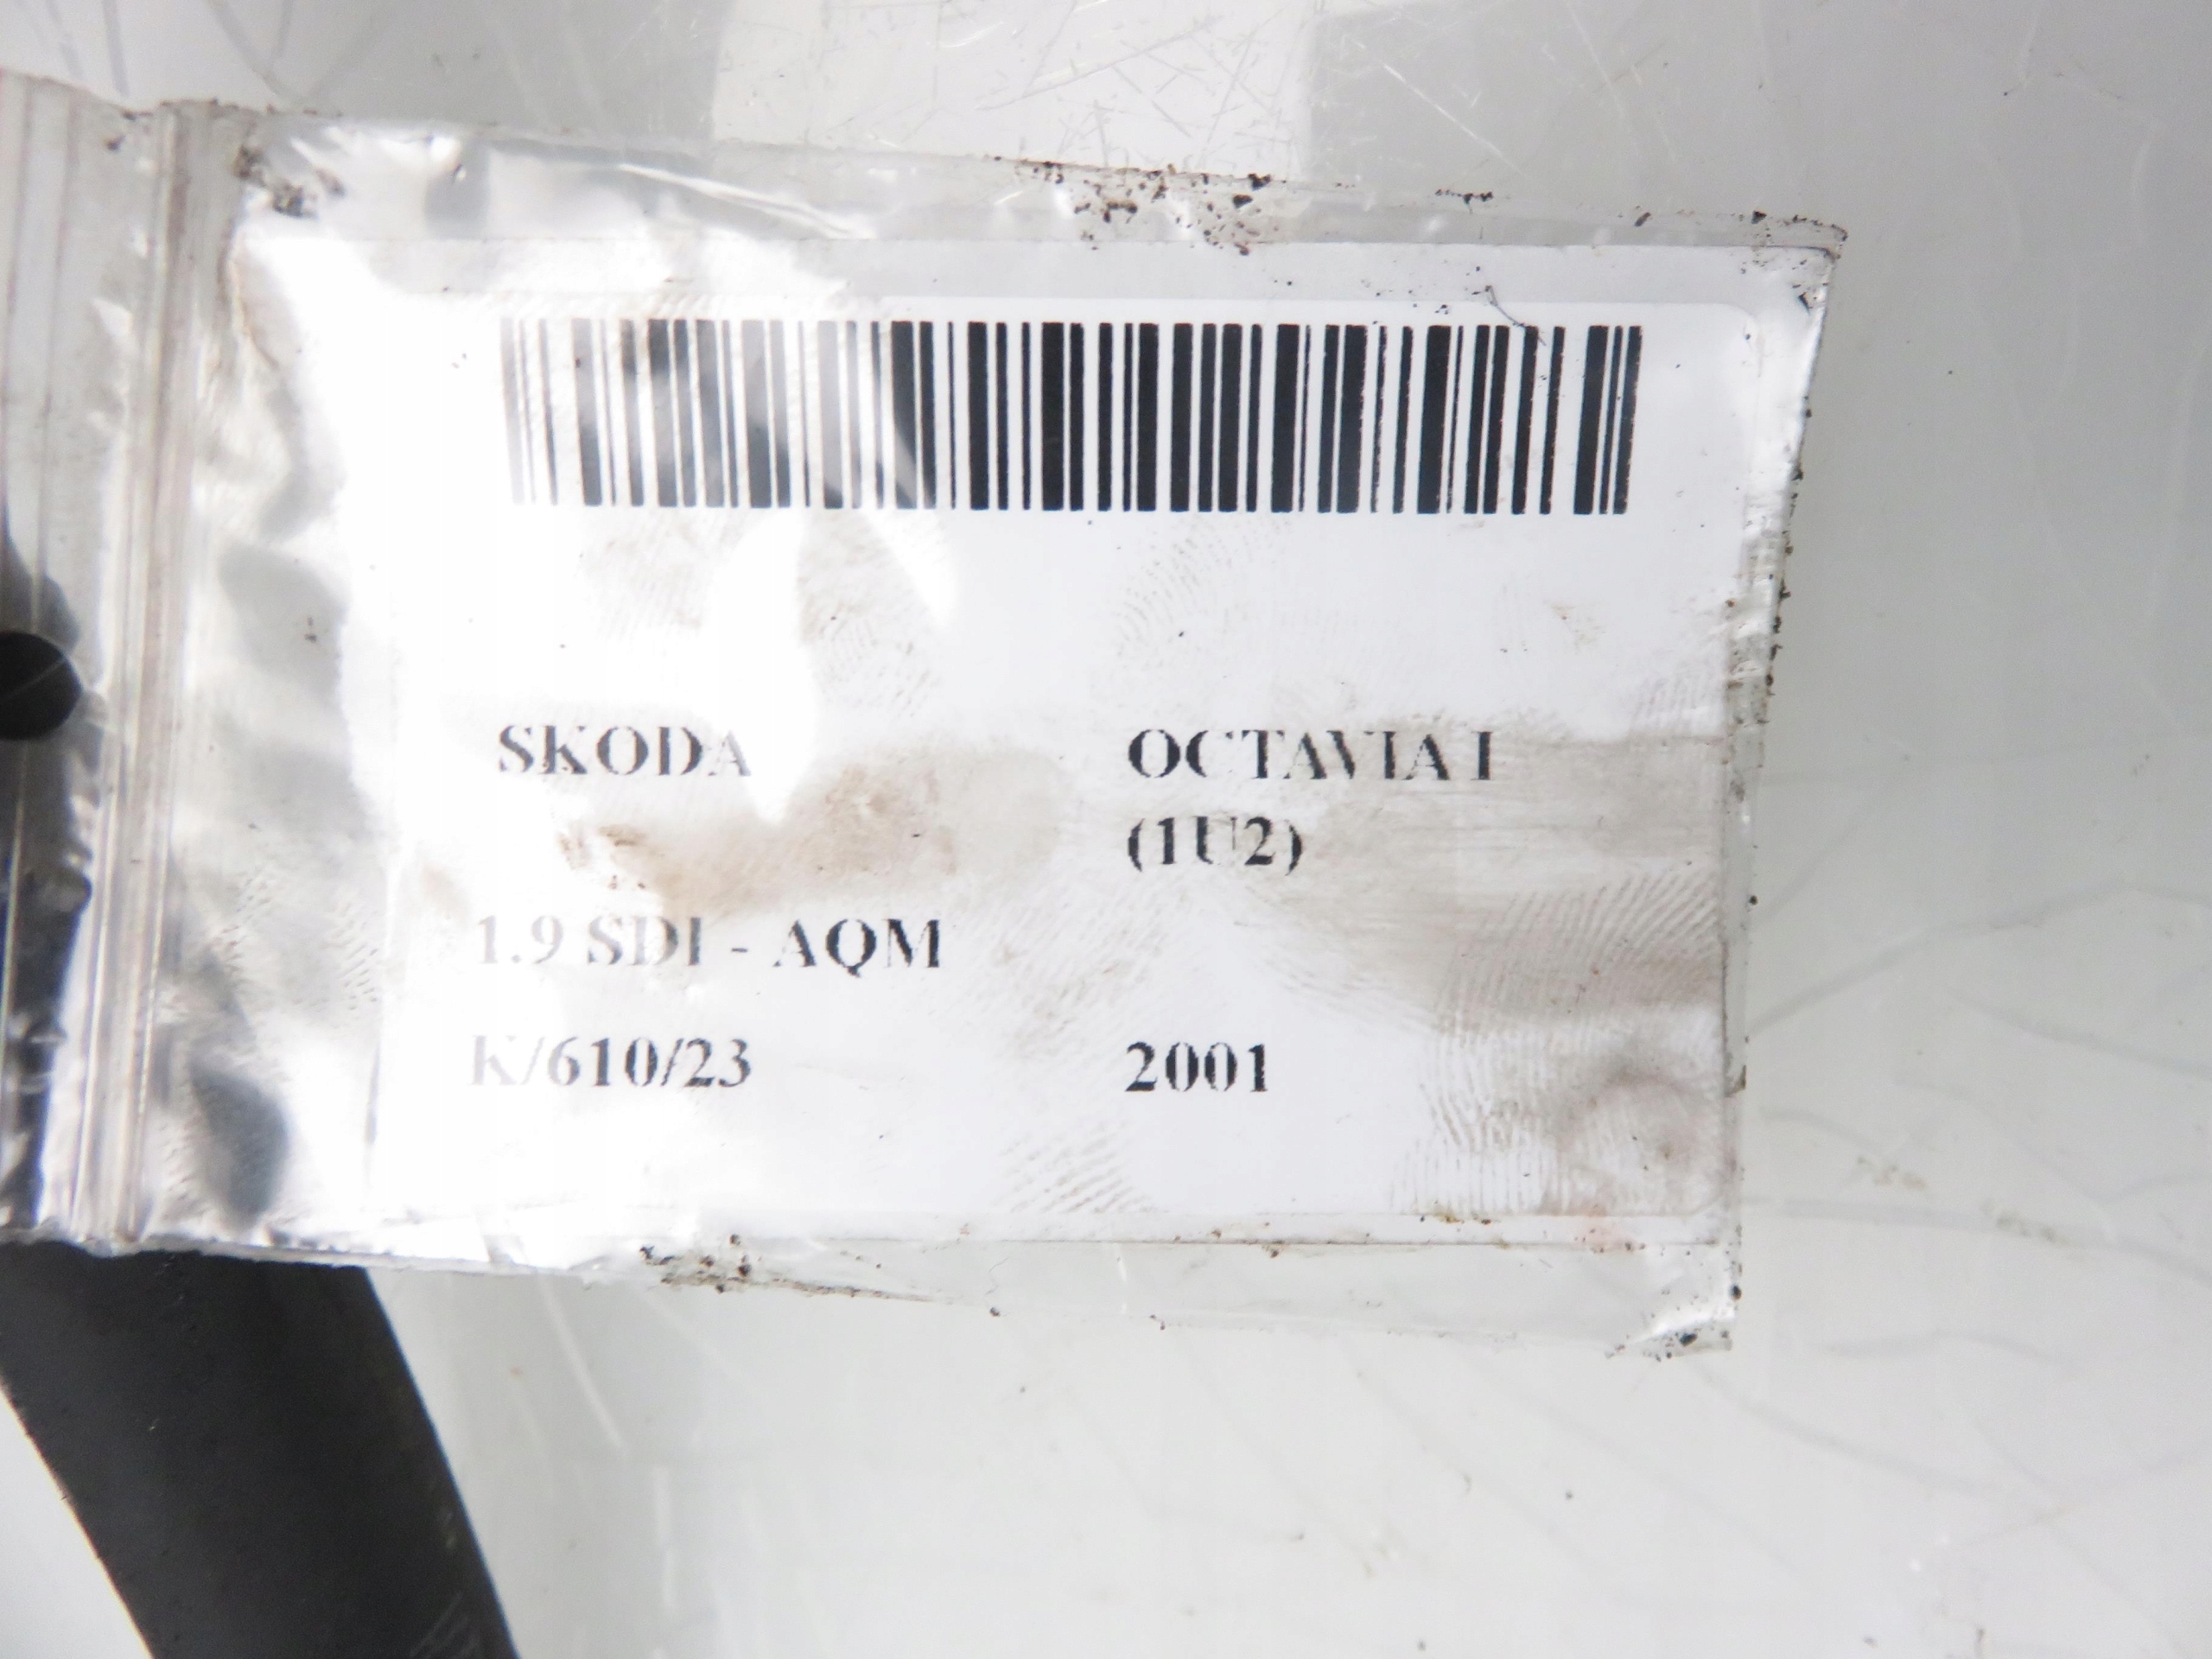 SKODA OCTAVIA I
(1U2)
1.9 SDI - AQM
K/610/23 2001